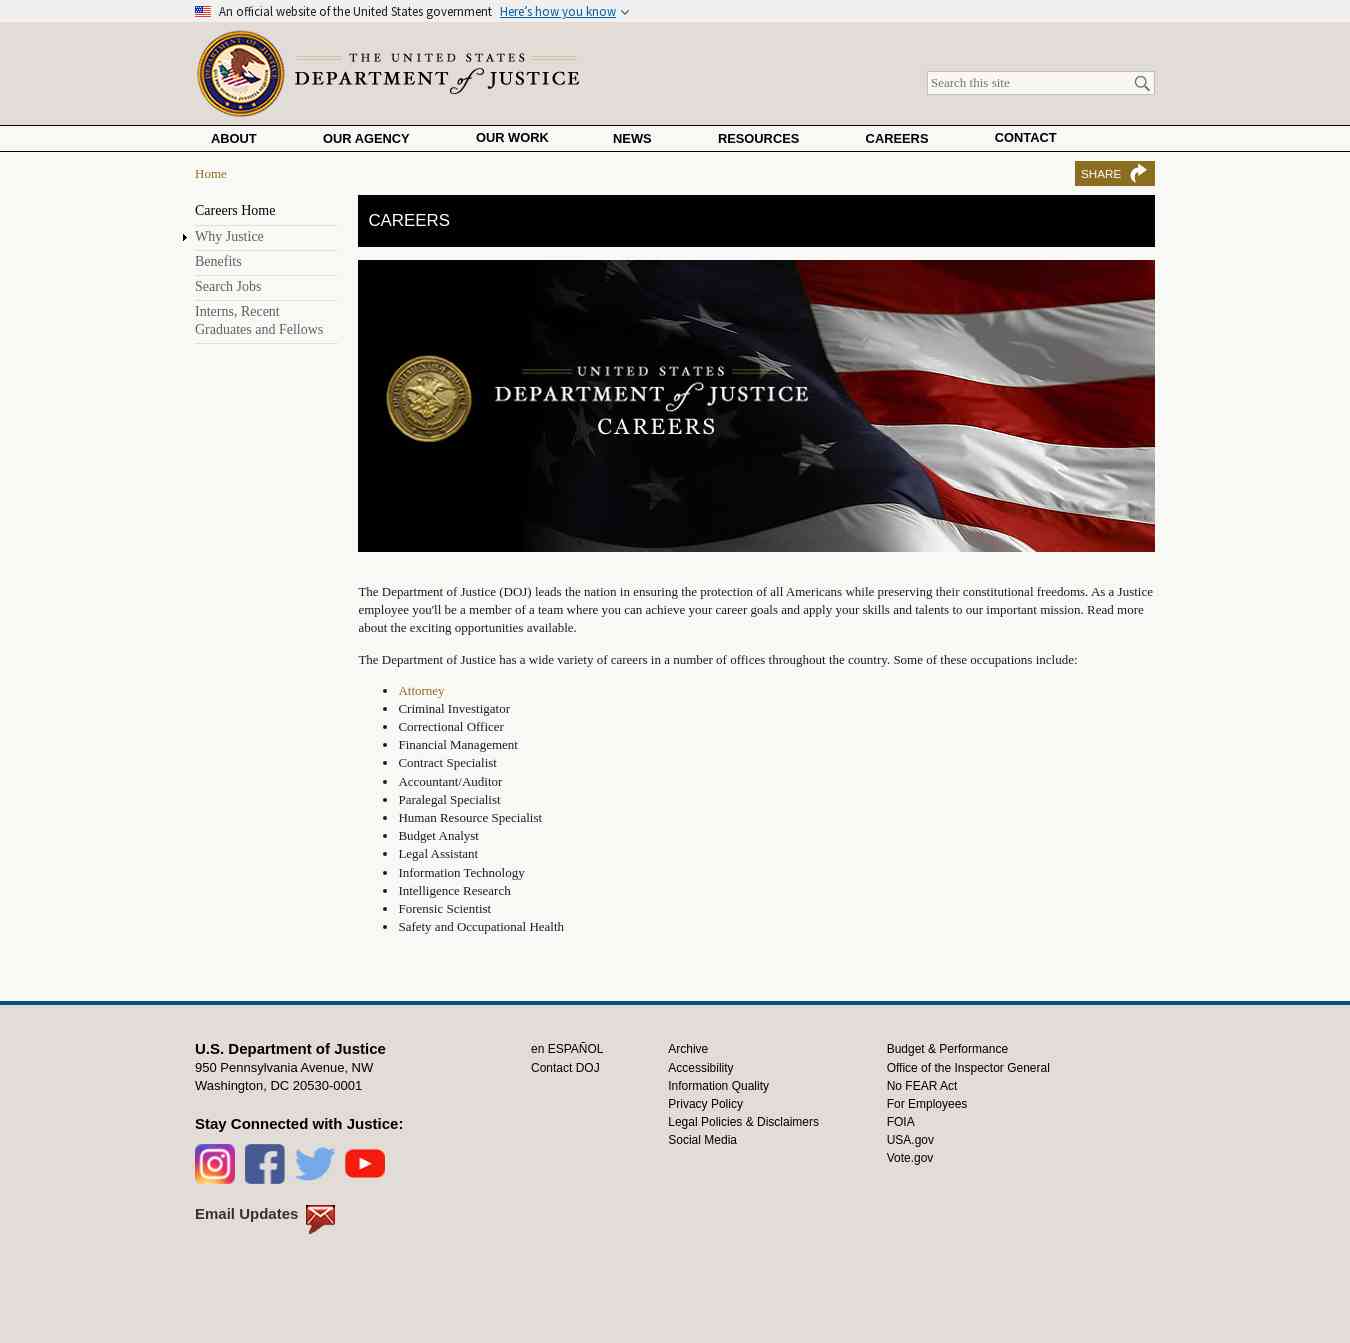 An official website of the United States government Here's how you know
THE UNITED STATES
DEPARTMENT of JUSTICE
Search this site
ABOUT OUR AGENCY OUR WORK NEWS RESOURCES CAREERS CONTACT
Home
SHARE
Careers Home
Why Justice
Benefits
Search Jobs
Interns, Recent
Graduates and Fellows
CAREERS
UNITED STATES
DEPARTMENT of JUSTICE
CAREERS
The Department of Justice (DOJ) leads the nation in ensuring the protection of all Americans while preserving their constitutional freedoms. As a Justice
employee you'll be a member of a team where you can achieve your career goals and apply your skills and talents to our important mission. Read more
about the exciting opportunities available.
The Department of Justice has a wide variety of careers in a number of offices throughout the country. Some of these occupations include:
• Attorney
• Criminal Investigator
• Correctional Officer
• Financial Management
• Contract Specialist
• Accountant/Auditor
• Paralegal Specialist
• Human Resource Specialist
• Budget Analyst
• Legal Assistant
• Information Technology
• Intelligence Research
• Forensic Scientist
• Safety and Occupational Health
U.S. Department of Justice
950 Pennsylvania Avenue, NW
Washington, DC 20530-0001
Stay Connected with Justice:
Email Updates
en ESPAÑOL
Contact DOJ
Archive
Accessibility
Information Quality
Privacy Policy
Legal Policies & Disclaimers
Social Media
Budget & Performance
Office of the Inspector General
No FEAR Act
For Employees
FOIA
USA.gov
Vote.gov